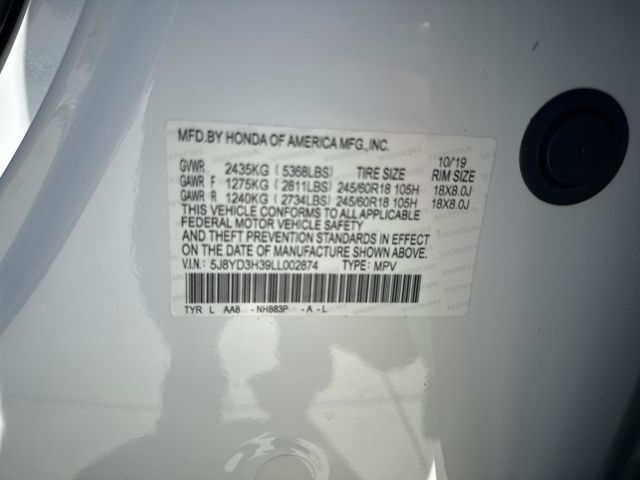 MFD.BY HONDA OF AMERICA MFG.,INC. 10/19
GVWR 2435KG (5368LBS) TIRE SIZE RIM SIZE
GAWR F 1275KG (2811LBS) 245/60R18 105H 18X8.0J
GAWR R 1240KG (2734LBS) 245/60R18 105H 18X8.0J
THIS VEHICLE CONFORMS TO ALL APPLICABLE
FEDERAL MOTOR VEHICLE SAFETY
AND THEFT PREVENTION STANDARDS IN EFFECT
ON THE DATE OF MANUFACTURE SHOWN ABOVE.
V.I.N.: 5J8YD3H39LL002874 TYPE: MPV
TYR L AA8 -NH883P -A-L